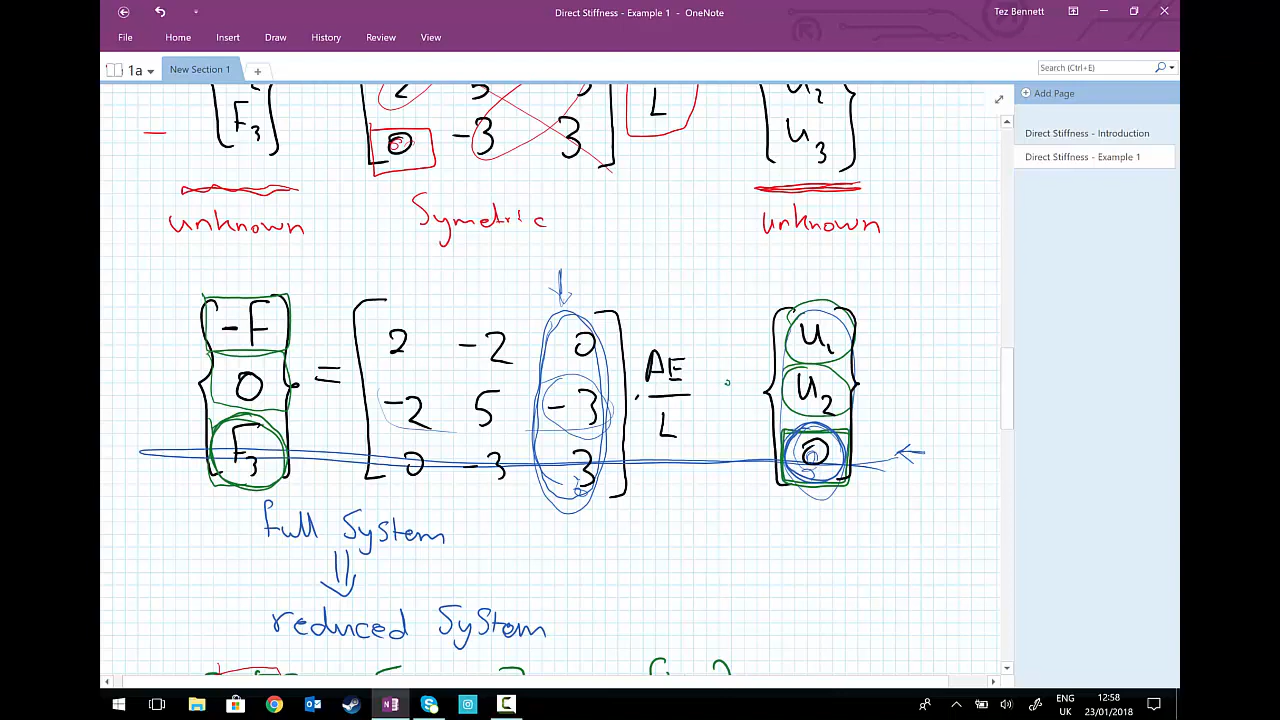 Direct Stiffness - Example 1 - OneNote
Tez Bennett
File Home Insert Draw History Review View
1a New Section 1 +
Search (Ctrl+E)
Add Page
Direct Stiffness - Introduction
Direct Stiffness - Example 1
L u2
F3 0 -3 3 u3
unknown Symetric unknown
-F 2 -2 0 u1
0 = -2 5 -3 . AE/L . u2
F3 0 -3 3 0
full System
reduced System
ENG 12:58
UK 23/01/2018